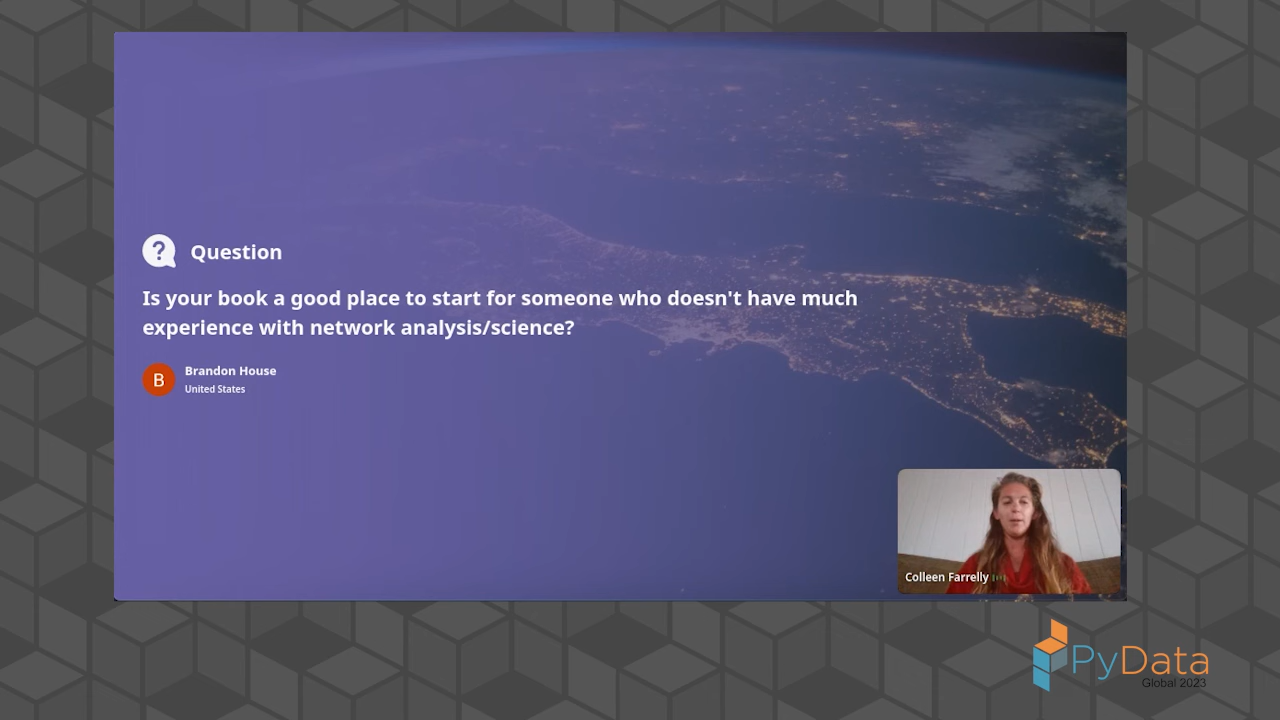 ?
Question
Is your book a good place to start for someone who doesn't have much
experience with network analysis/science?
B
Brandon House
United States
Colleen Farrelly
PyData
Global 2023